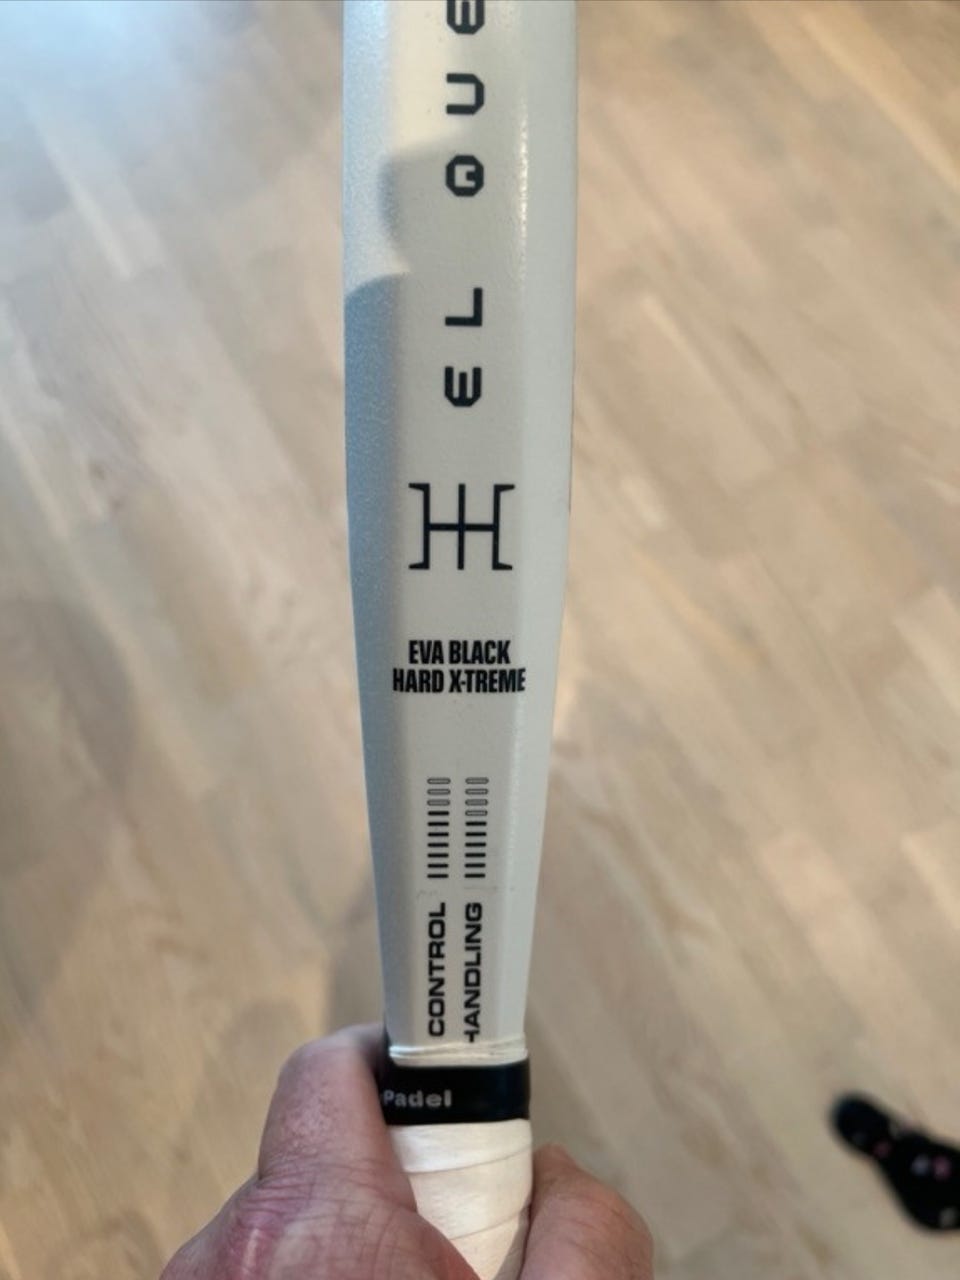 EL QUE
EVA BLACK
HARD X-TREME
CONTROL
HANDLING
Padel